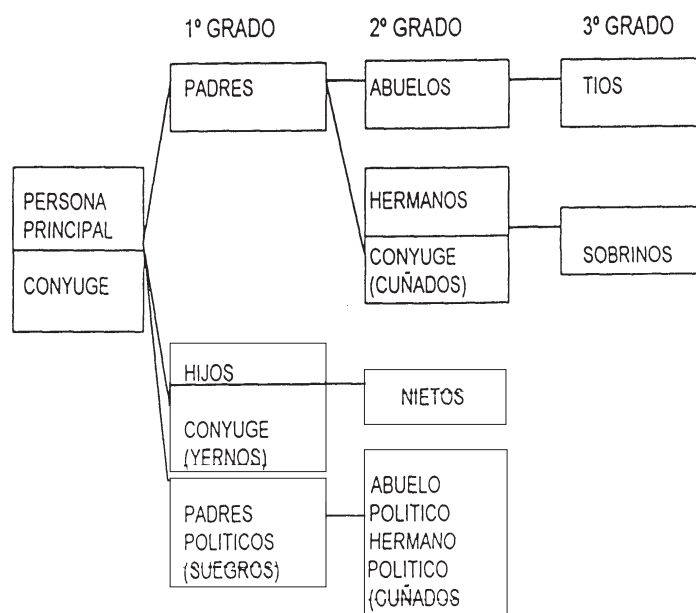 1º GRADO 2º GRADO 3º GRADO
PADRES
ABUELOS
TIOS
PERSONA
PRINCIPAL
CONYUGE
HERMANOS
CONYUGE
(CUÑADOS)
SOBRINOS
HIJOS
CONYUGE
(YERNOS)
NIETOS
PADRES
POLITICOS
(SUEGROS)
ABUELO
POLITICO
HERMANO
POLITICO
(CUÑADOS